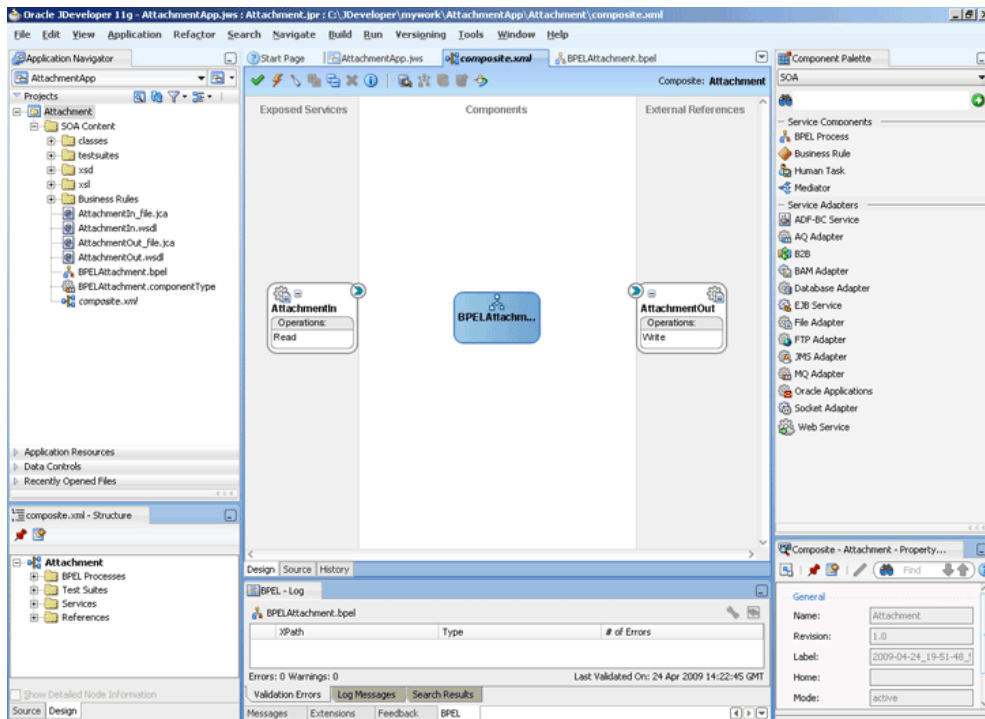 Oracle JDeveloper 11g - AttachmentApp.jws : Attachment.jpr : C:\JDeveloper\mywork\AttachmentApp\Attachment\composite.xml
File Edit View Application Refactor Search Navigate Build Run Versioning Tools Window Help
Application Navigator
AttachmentApp
Projects
Attachment
SOA Content
classes
testsuites
xsd
xsl
Business Rules
AttachmentIn_file.jca
AttachmentIn.wsdl
AttachmentOut_file.jca
AttachmentOut.wsdl
BPELAttachment.bpel
BPELAttachment.componentType
composite.xml
Application Resources
Data Controls
Recently Opened Files
composite.xml - Structure
Attachment
BPEL Processes
Test Suites
Services
References
Show Detailed Node Information
Source Design
Start Page AttachmentApp.jws composite.xml BPELAttachment.bpel
Composite: Attachment
Exposed Services Components External References
AttachmentIn
Operations:
Read
BPELAttachm...
AttachmentOut
Operations:
Write
Design Source History
BPEL - Log
BPELAttachment.bpel
XPath Type # of Errors
Errors: 0 Warnings: 0 Last Validated On: 24 Apr 2009 14:22:45 GMT
Validation Errors Log Messages Search Results
Messages Extensions Feedback BPEL
Component Palette
SOA
Service Components
BPEL Process
Business Rule
Human Task
Mediator
Service Adapters
ADF-BC Service
AQ Adapter
B2B
BAM Adapter
Database Adapter
EJB Service
File Adapter
FTP Adapter
JMS Adapter
MQ Adapter
Oracle Applications
Socket Adapter
Web Service
Composite - Attachment - Property...
Find
General
Name: Attachment
Revision: 1.0
Label: 2009-04-24_19-51-48_
Home:
Mode: active